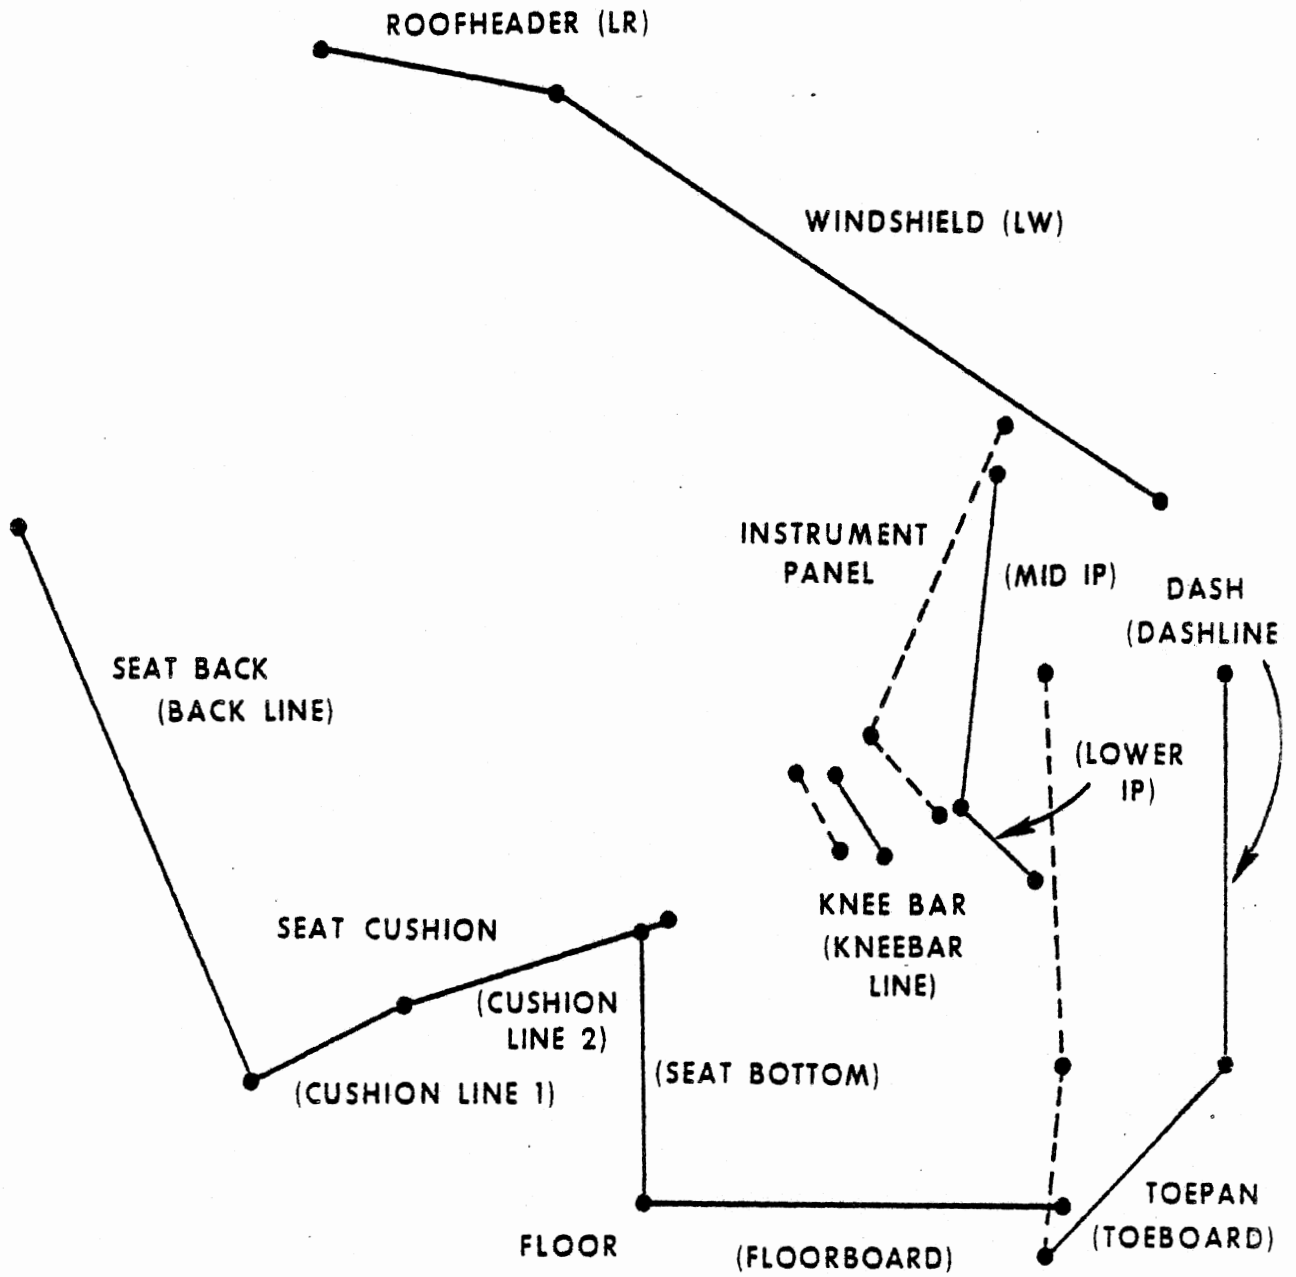 ROOFHEADER (LR)
WINDSHIELD (LW)
INSTRUMENT
PANEL
(MID IP)
DASH
(DASHLINE
SEAT BACK
(BACK LINE)
(LOWER
IP)
KNEE BAR
(KNEEBAR
LINE)
SEAT CUSHION
(CUSHION
LINE 2)
(SEAT BOTTOM)
(CUSHION LINE 1)
TOEPAN
(TOEBOARD)
FLOOR
(FLOORBOARD)